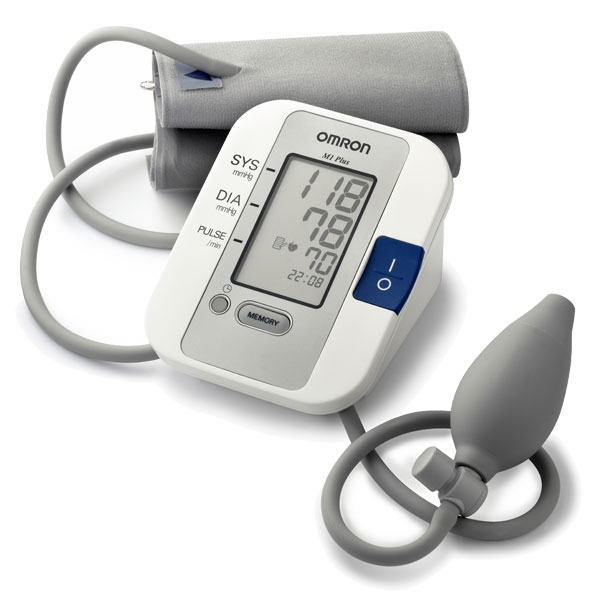 OMRON
M1 Plus
SYS
mmHg
118
DIA
mmHg
78
PULSE
/min
70
22:08
MEMORY
I
O